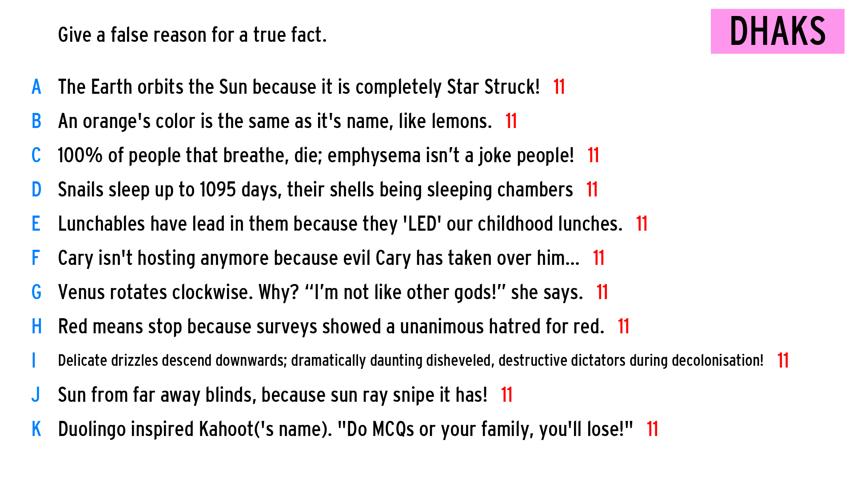 Give a false reason for a true fact.
DHAKS
A The Earth orbits the Sun because it is completely Star Struck! 11
B An orange's color is the same as it's name, like lemons. 11
C 100% of people that breathe, die; emphysema isn't a joke people! 11
D Snails sleep up to 1095 days, their shells being sleeping chambers 11
E Lunchables have lead in them because they 'LED' our childhood lunches. 11
F Cary isn't hosting anymore because evil Cary has taken over him... 11
G Venus rotates clockwise. Why? “I'm not like other gods!” she says. 11
H Red means stop because surveys showed a unanimous hatred for red. 11
I Delicate drizzles descend downwards; dramatically daunting disheveled, destructive dictators during decolonisation! 11
J Sun from far away blinds, because sun ray snipe it has! 11
K Duolingo inspired Kahoot('s name). "Do MCQs or your family, you'll lose!" 11